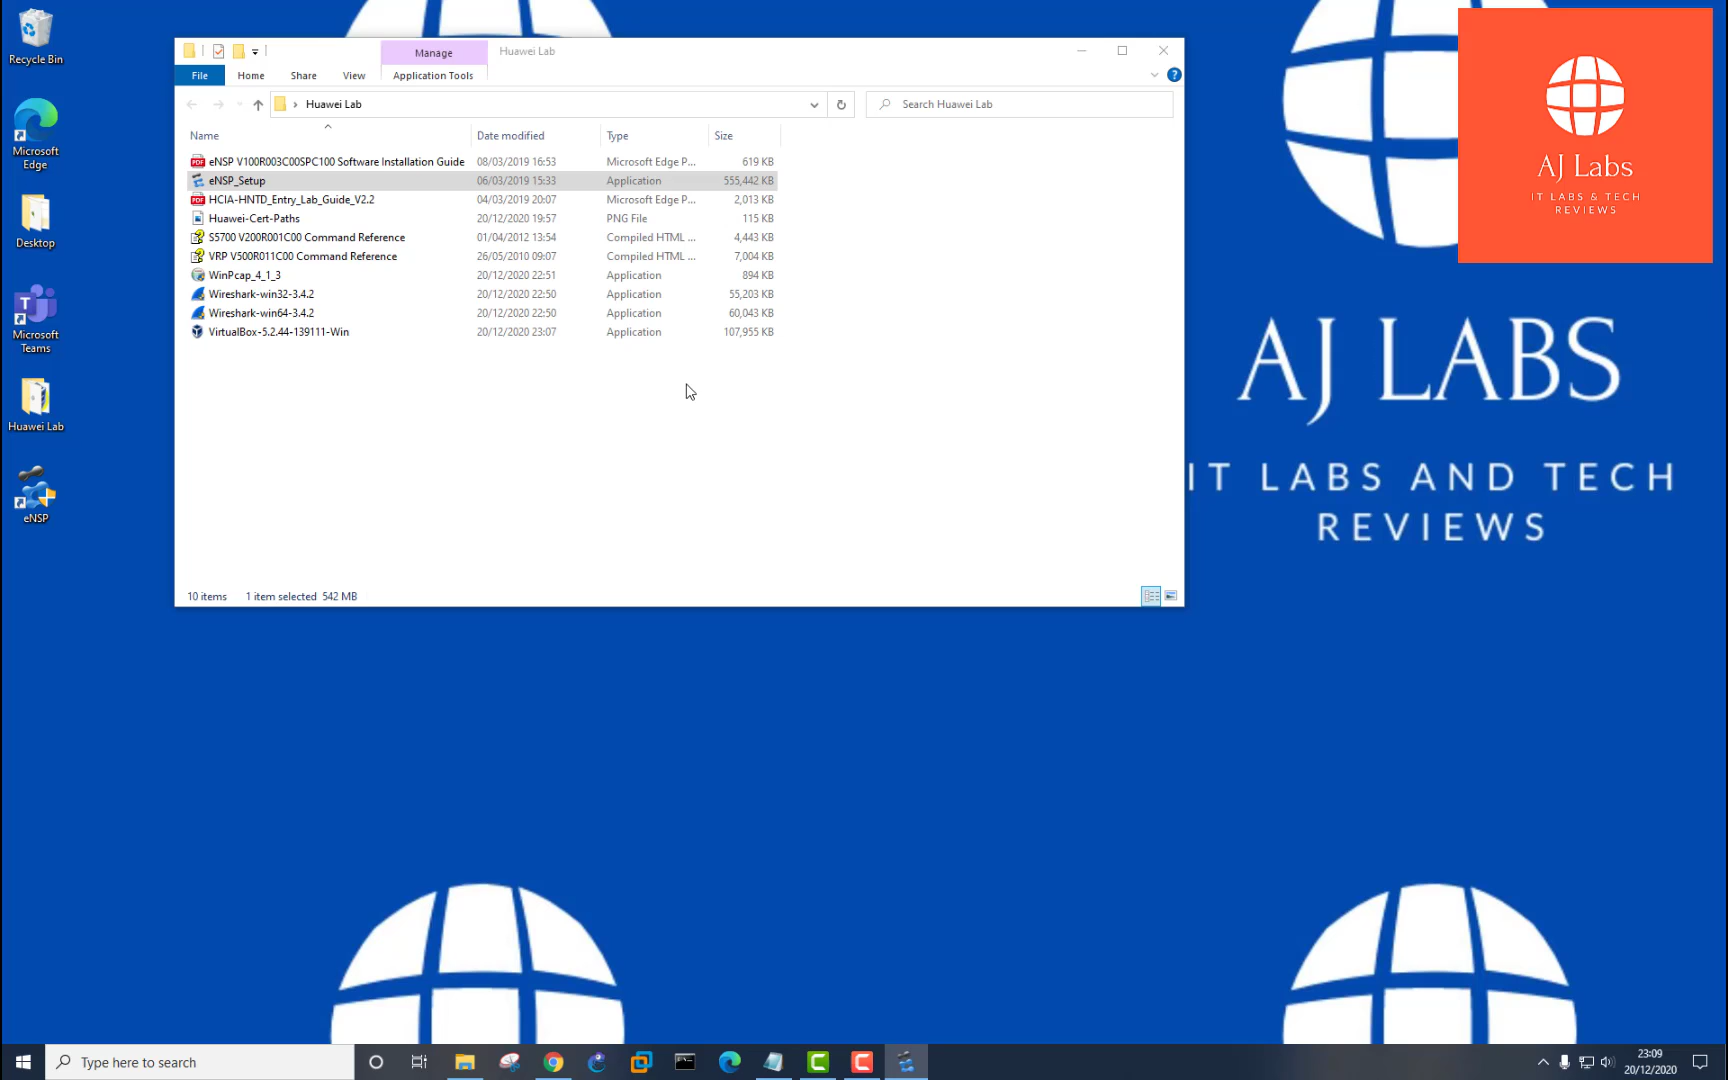 Recycle Bin
Microsoft
Edge
Desktop
Microsoft
Teams
Huawei Lab
eNSP
Manage
Huawei Lab
File
Home
Share
View
Application Tools
Huawei Lab
Search Huawei Lab
Name
Date modified
Type
Size
eNSP V100R003C00SPC100 Software Installation Guide
08/03/2019 16:53
Microsoft Edge P...
619 KB
eNSP_Setup
06/03/2019 15:33
Application
555,442 KB
HCIA-HNTD_Entry_Lab_Guide_V2.2
04/03/2019 20:07
Microsoft Edge P...
2,013 KB
Huawei-Cert-Paths
20/12/2020 19:57
PNG File
115 KB
S5700 V200R001C00 Command Reference
01/04/2012 13:54
Compiled HTML ...
4,443 KB
VRP V500R011C00 Command Reference
26/05/2010 09:07
Compiled HTML ...
7,004 KB
WinPcap_4_1_3
20/12/2020 22:51
Application
894 KB
Wireshark-win32-3.4.2
20/12/2020 22:50
Application
55,203 KB
Wireshark-win64-3.4.2
20/12/2020 22:50
Application
60,043 KB
VirtualBox-5.2.44-139111-Win
20/12/2020 23:07
Application
107,955 KB
10 items
1 item selected 542 MB
AJ Labs
IT LABS & TECH
REVIEWS
AJ LABS
IT LABS AND TECH
REVIEWS
Type here to search
23:09
20/12/2020